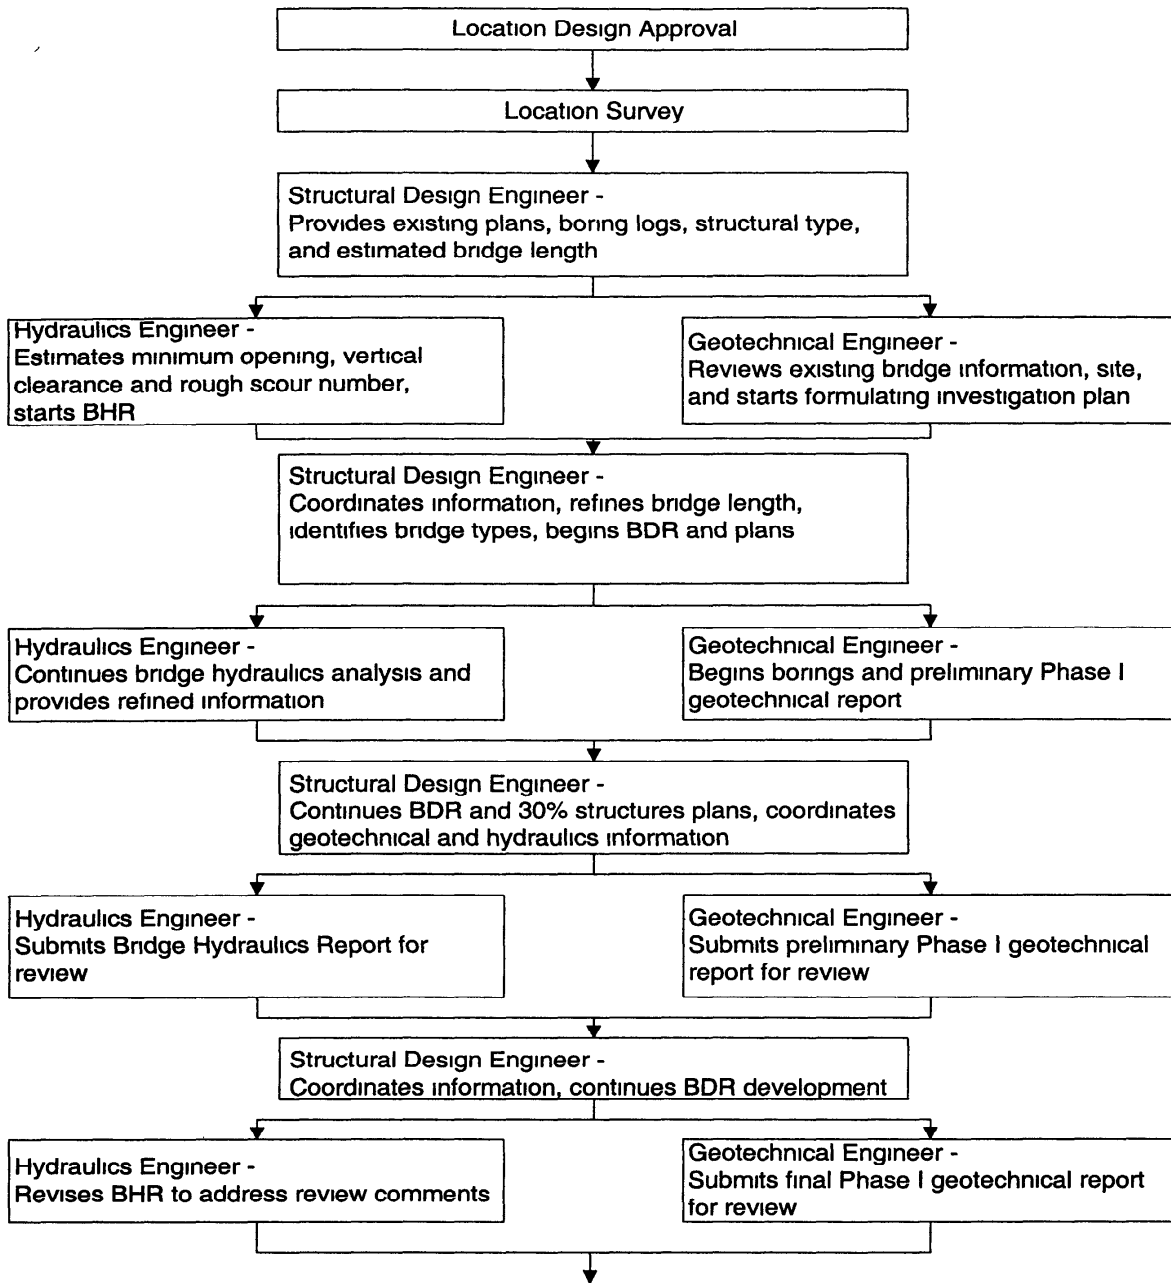 Location Design Approval
Location Survey
Structural Design Engineer -
Provides existing plans, boring logs, structural type,
and estimated bridge length
Hydraulics Engineer -
Estimates minimum opening, vertical
clearance and rough scour number,
starts BHR
Geotechnical Engineer -
Reviews existing bridge information, site,
and starts formulating investigation plan
Structural Design Engineer -
Coordinates information, refines bridge length,
identifies bridge types, begins BDR and plans
Hydraulics Engineer -
Continues bridge hydraulics analysis and
provides refined information
Geotechnical Engineer -
Begins borings and preliminary Phase I
geotechnical report
Structural Design Engineer -
Continues BDR and 30% structures plans, coordinates
geotechnical and hydraulics information
Hydraulics Engineer -
Submits Bridge Hydraulics Report for
review
Geotechnical Engineer -
Submits preliminary Phase I geotechnical
report for review
Structural Design Engineer -
Coordinates information, continues BDR development
Hydraulics Engineer -
Revises BHR to address review comments
Geotechnical Engineer -
Submits final Phase I geotechnical report
for review